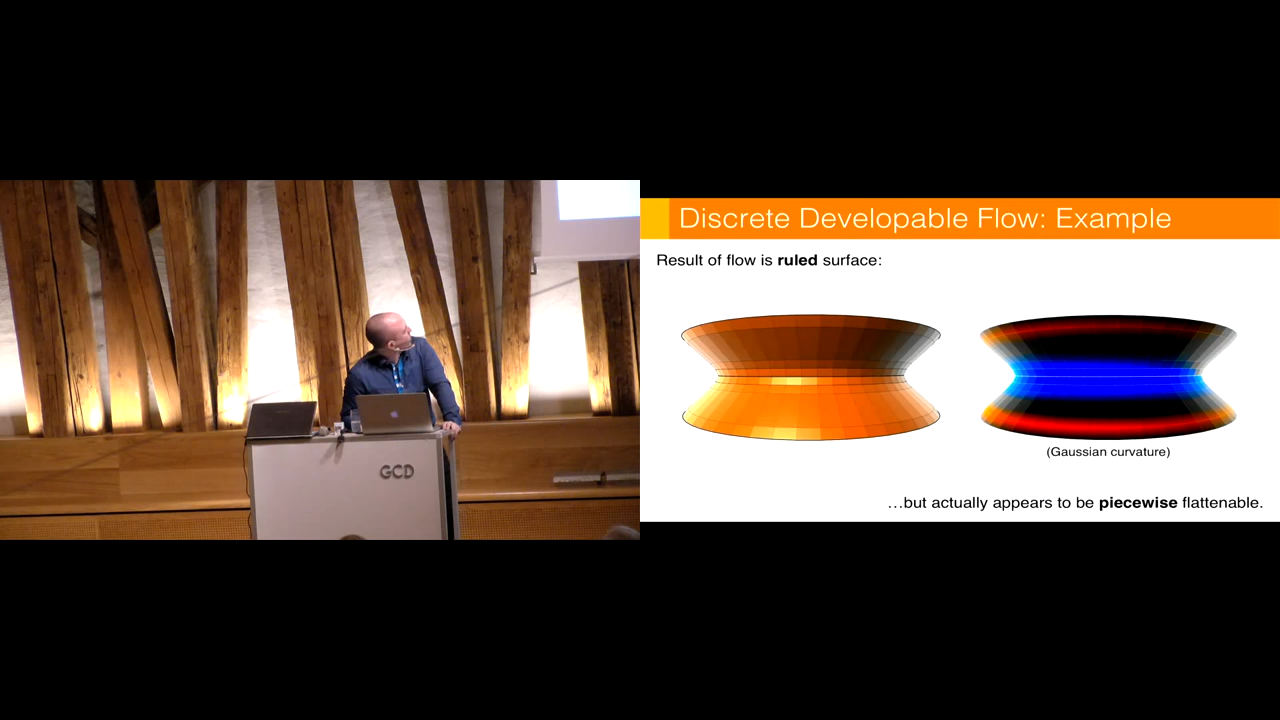 GCD
Discrete Developable Flow: Example
Result of flow is ruled surface:
(Gaussian curvature)
…but actually appears to be piecewise flattenable.